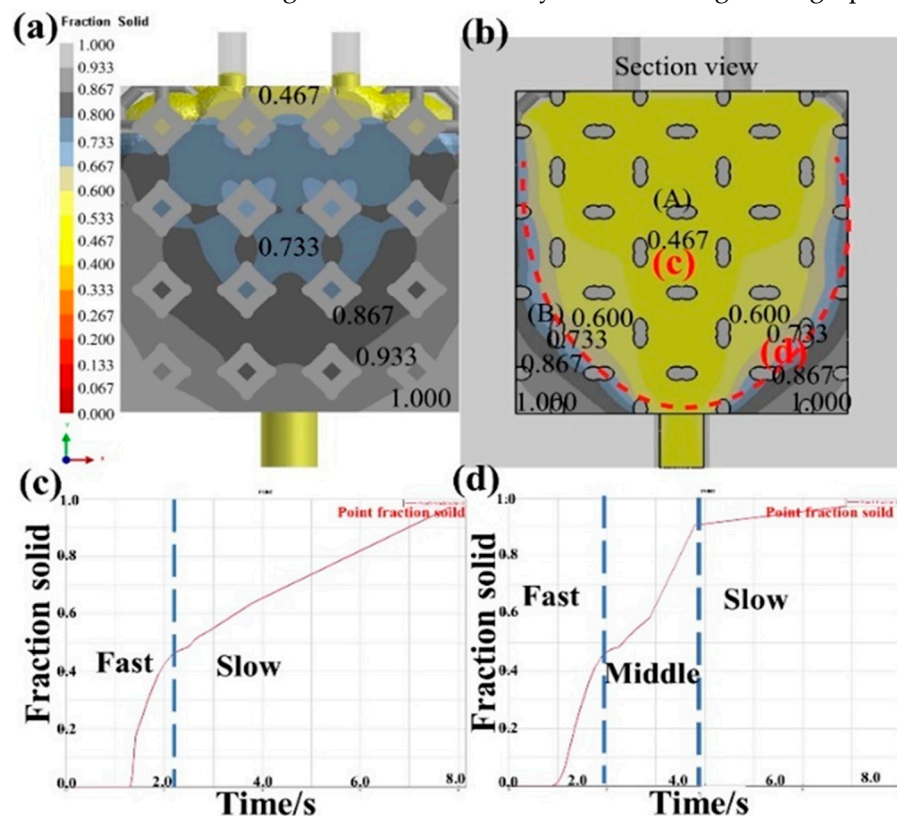 (a)
Fraction Solid
1.000
0.933
0.867
0.800
0.733
0.667
0.600
0.533
0.467
0.400
0.333
0.267
0.200
0.133
0.067
0.000
0.467
0.733
0.867
0.933
1.000
Y
X
(b)
Section view
(A)
0.467
(c)
(B) 0.600
0.733
0.867
1.000
0.600
0.733
(d)
0.867
1.000
(c)
Point fraction soild
Fraction solid
1.0
0.8
0.6
0.4
0.2
0.0
Fast
Slow
2.0
4.0
6.0
8.0
Time/s
(d)
Point fraction soild
Fraction solid
1.0
0.8
0.6
0.4
0.2
0.0
Fast
Middle
Slow
2.0
4.0
6.0
8.0
Time/s